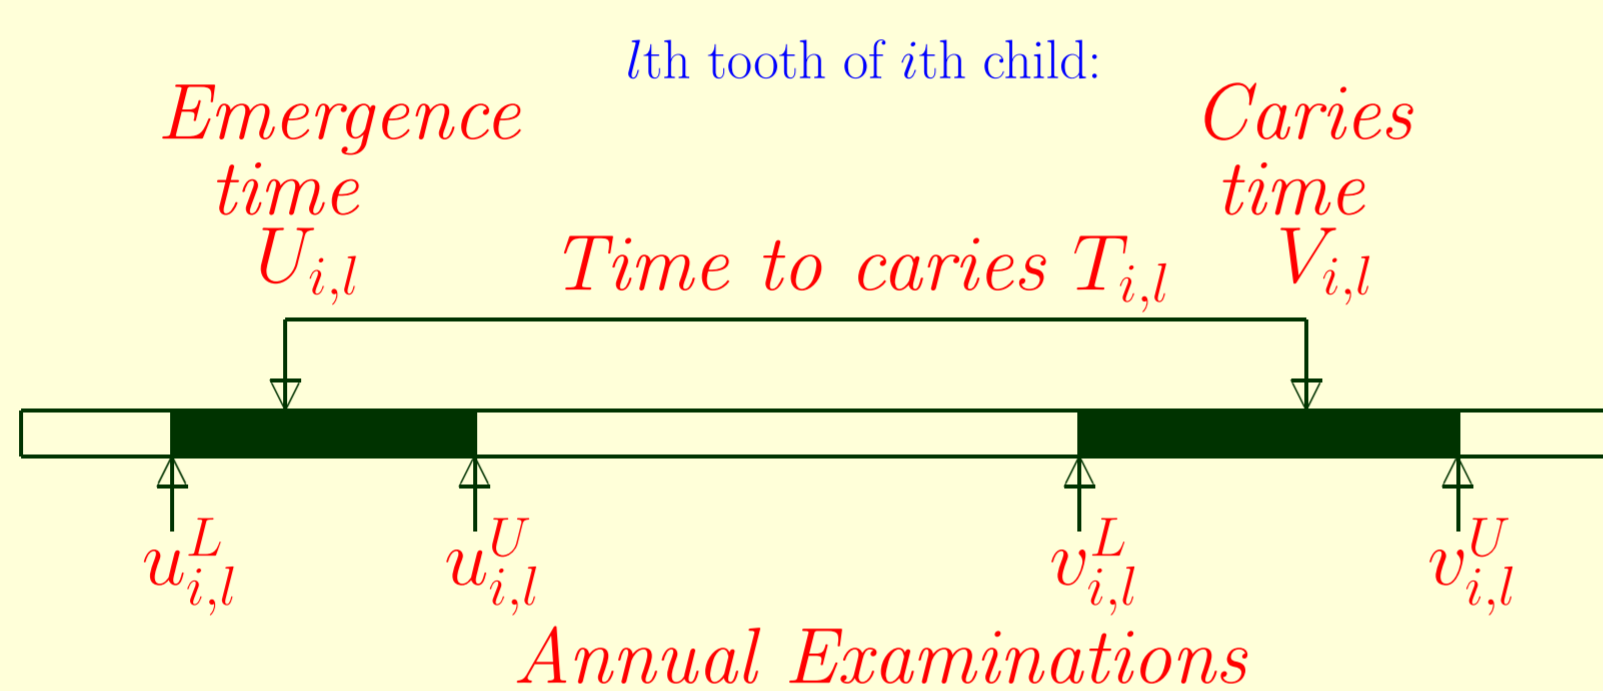 lth tooth of ith child:
Emergence
time
U_{i,l}
Time to caries T_{i,l}
Caries
time
V_{i,l}
u^L_{i,l}
u^U_{i,l}
v^L_{i,l}
v^U_{i,l}
Annual Examinations